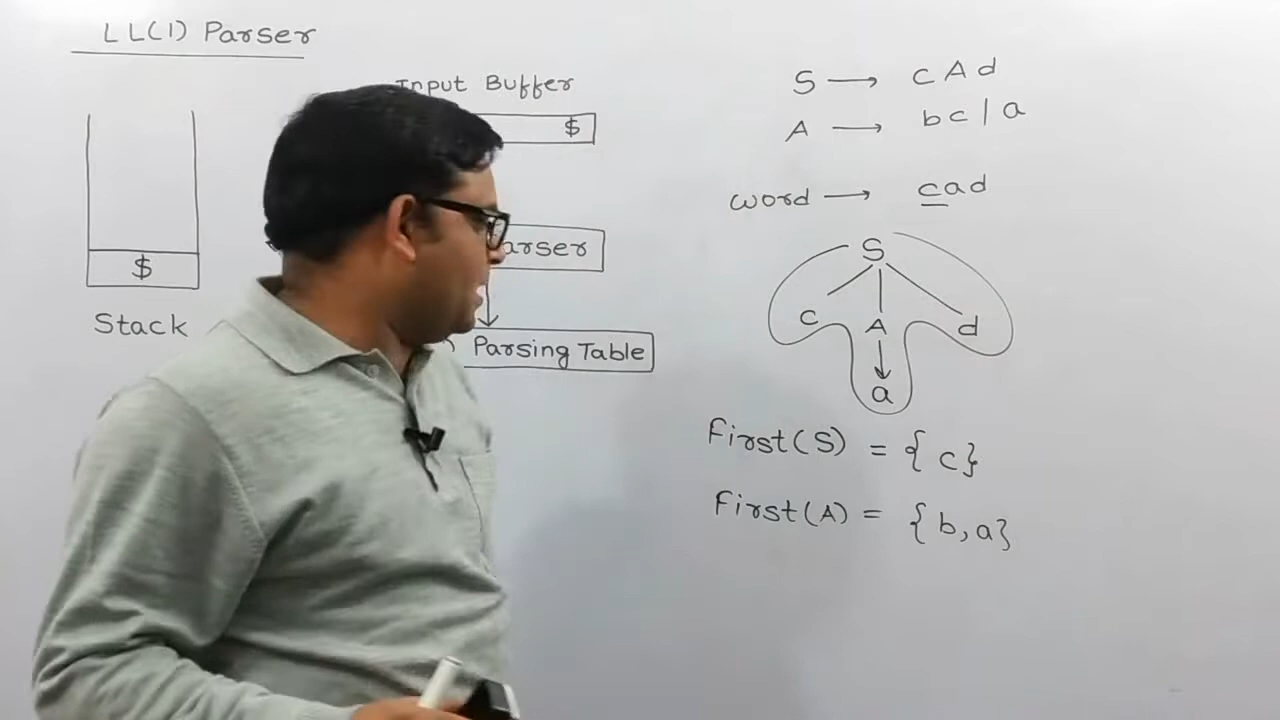 LL(1) Parser
Input Buffer
$
$
Stack
arser
Parsing Table
S → cAd
A → bc|a
word → cad
S
c A d
↓
a
First(S) = {c}
First(A) = {b,a}